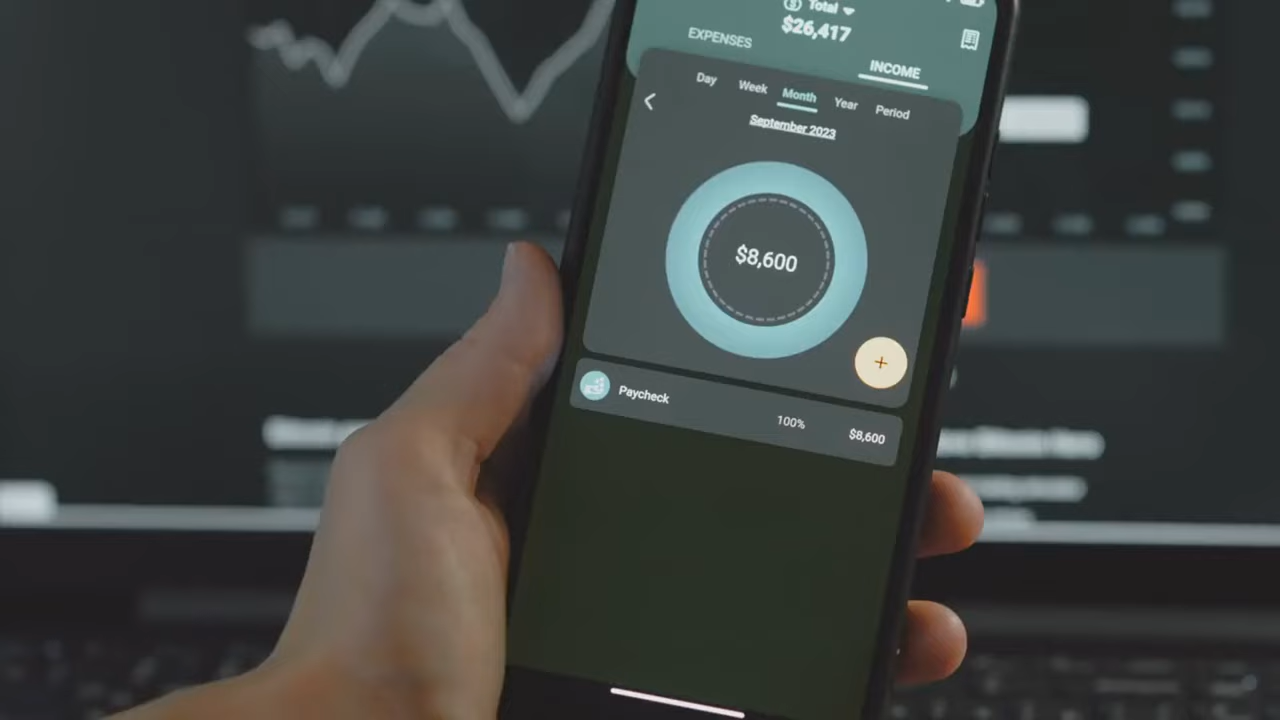 Total
$26,417
EXPENSES
INCOME
Day Week Month Year Period
September 2023
$8,600
+
Paycheck 100% $8,600